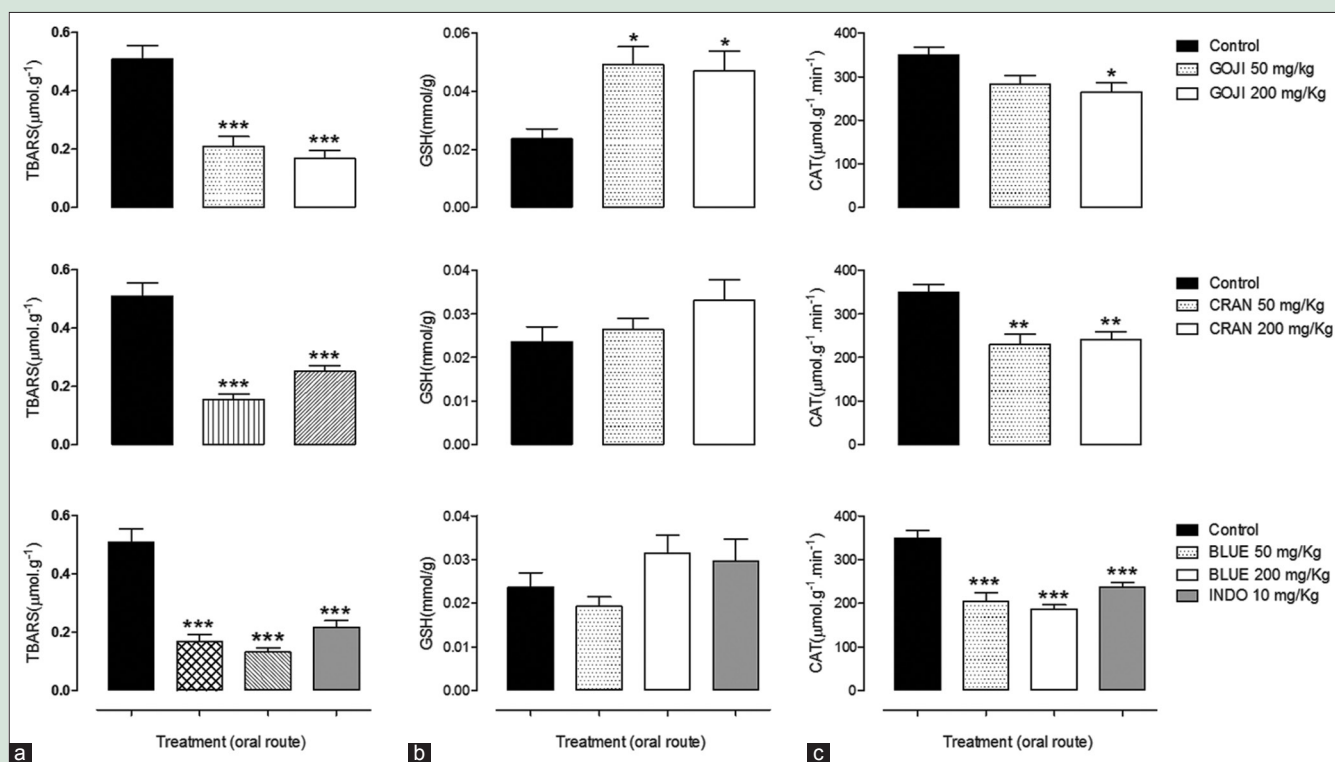 TBARS(μmol.g⁻¹)
0.6
0.4
0.2
0.0
***
***
GSH(mmol/g)
0.06
0.04
0.02
0.00
*
*
CAT(μmol.g⁻¹.min⁻¹)
400
300
200
100
0
*
Control
GOJI 50 mg/kg
GOJI 200 mg/Kg
TBARS(μmol.g⁻¹)
0.6
0.4
0.2
0.0
***
***
GSH(mmol/g)
0.04
0.03
0.02
0.01
0.00
CAT(μmol.g⁻¹.min⁻¹)
400
300
200
100
0
**
**
Control
CRAN 50 mg/Kg
CRAN 200 mg/Kg
TBARS(μmol.g⁻¹)
0.6
0.4
0.2
0.0
***
***
***
GSH(mmol/g)
0.04
0.03
0.02
0.01
0.00
CAT(μmol.g⁻¹.min⁻¹)
400
300
200
100
0
***
***
***
Control
BLUE 50 mg/Kg
BLUE 200 mg/Kg
INDO 10 mg/Kg
Treatment (oral route)
Treatment (oral route)
Treatment (oral route)
a
b
c